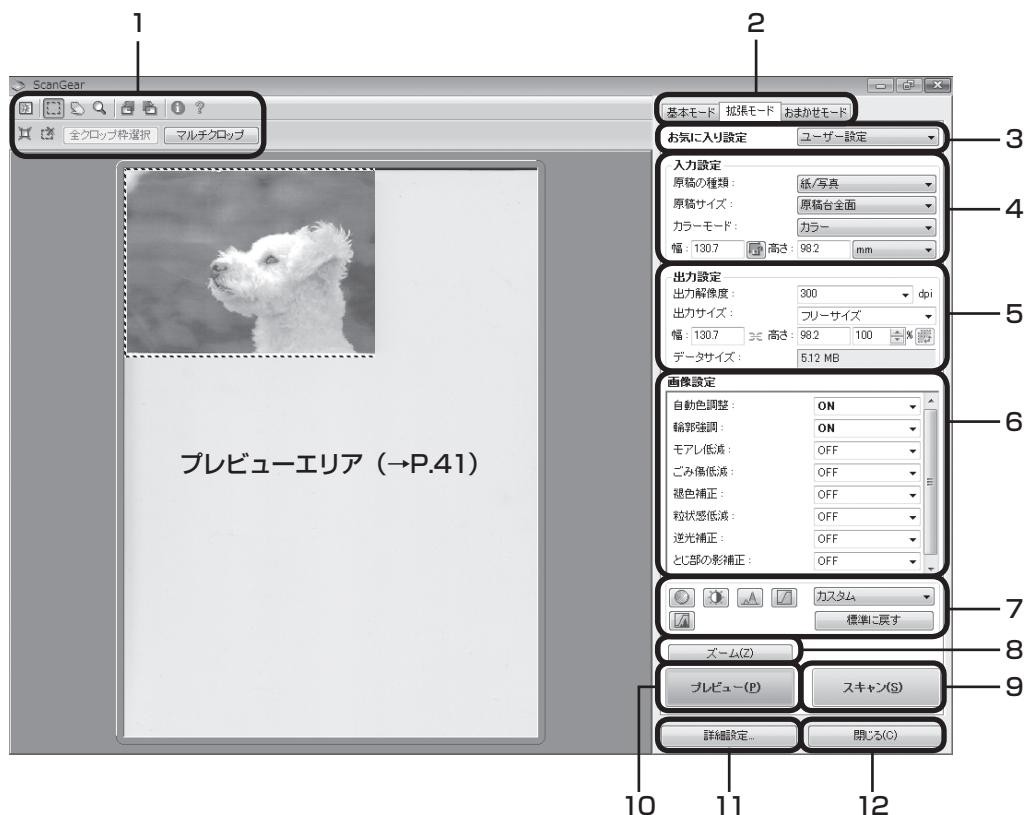 1
2
ScanGear
全クロップ枠選択 マルチクロップ
基本モード 拡張モード おまかせモード
お気に入り設定 ユーザー設定
3
入力設定
原稿の種類: 紙/写真
原稿サイズ: 原稿台全面
4
カラーモード: カラー
幅: 130.7 高さ: 98.2 mm
出力設定
出力解像度: 300 dpi
出力サイズ: フリーサイズ
5
幅: 130.7 高さ: 98.2 100 %
データサイズ: 5.12 MB
画像設定
自動色調整: ON
輪郭強調: ON
6
モアレ低減: OFF
ごみ傷低減: OFF
褪色補正: OFF
粒状感低減: OFF
逆光補正: OFF
とじ部の影補正: OFF
プレビューエリア(→P.41)
カスタム
7
標準に戻す
ズーム(Z)
8
プレビュー(P) スキャン(S)
9
詳細設定... 閉じる(C)
10 11 12